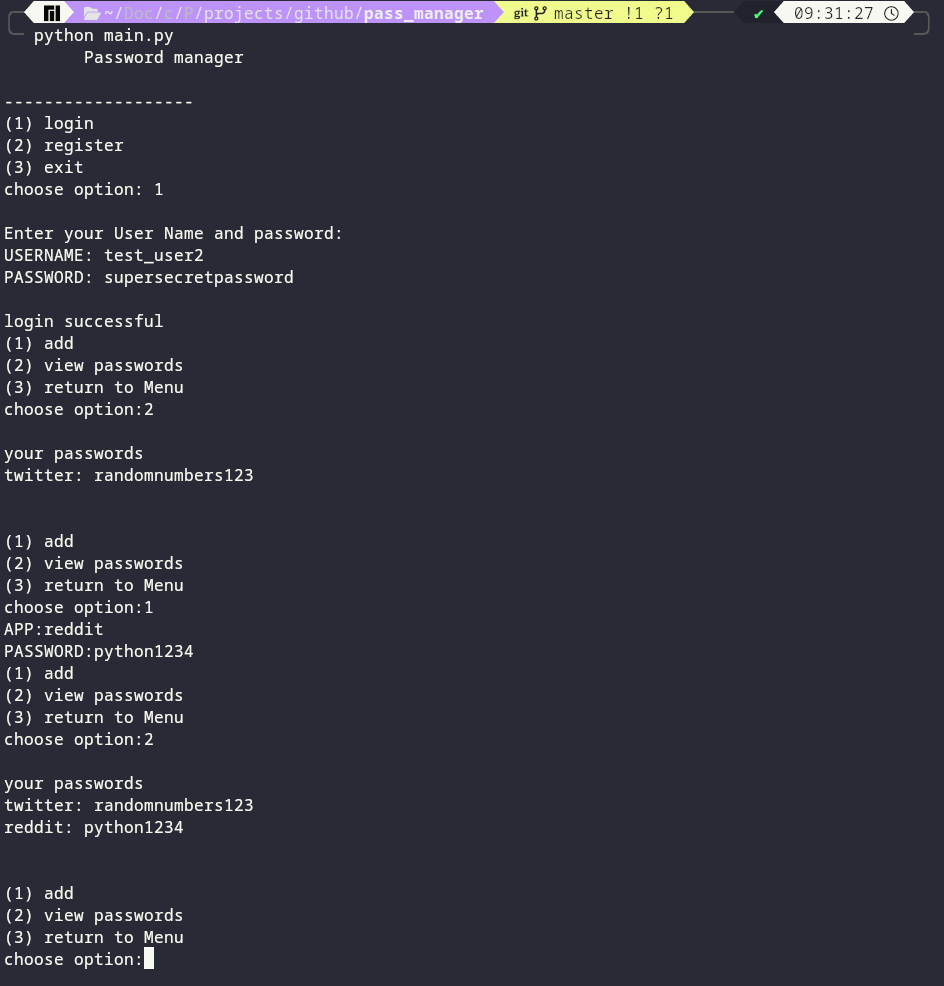 ~/Doc/c/P/projects/github/pass_manager git master !1 ?1 ✔ 09:31:27
python main.py
Password manager
-------------------
(1) login
(2) register
(3) exit
choose option: 1
Enter your User Name and password:
USERNAME: test_user2
PASSWORD: supersecretpassword
login successful
(1) add
(2) view passwords
(3) return to Menu
choose option:2
your passwords
twitter: randomnumbers123
(1) add
(2) view passwords
(3) return to Menu
choose option:1
APP:reddit
PASSWORD:python1234
(1) add
(2) view passwords
(3) return to Menu
choose option:2
your passwords
twitter: randomnumbers123
reddit: python1234
(1) add
(2) view passwords
(3) return to Menu
choose option: